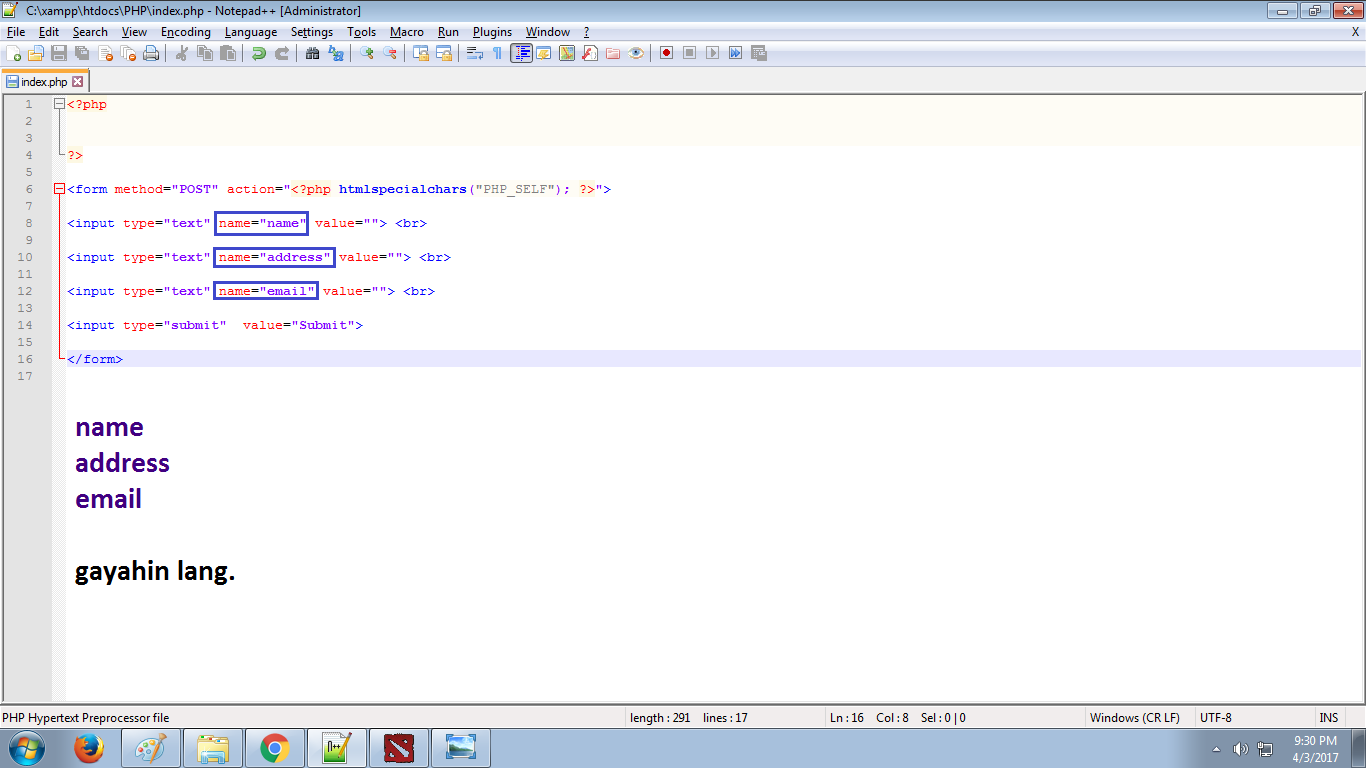 C:\xampp\htdocs\PHP\index.php - Notepad++ [Administrator]
File Edit Search View Encoding Language Settings Tools Macro Run Plugins Window ? X
index.php
1 <?php
2
3
4 ?>
5
6 <form method="POST" action="<?php htmlspecialchars("PHP_SELF"); ?>">
7
8 <input type="text" name="name" value=""> <br>
9
10 <input type="text" name="address" value=""> <br>
11
12 <input type="text" name="email" value=""> <br>
13
14 <input type="submit"  value="Submit">
15
16 </form>
17
name
address
email
gayahin lang.
PHP Hypertext Preprocessor file length : 291 lines : 17 Ln : 16 Col : 8 Sel : 0 | 0 Windows (CR LF) UTF-8 INS
9:30 PM
4/3/2017